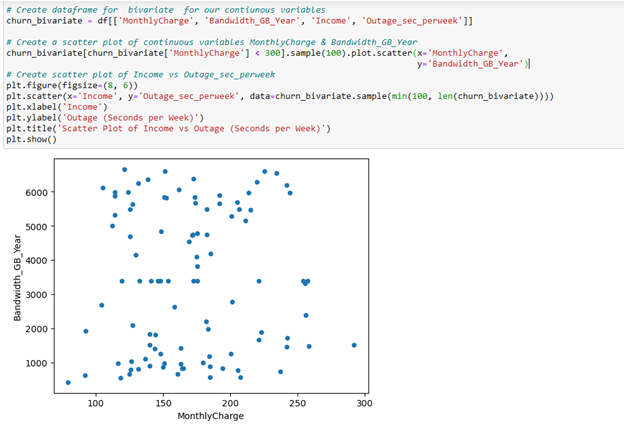 # Create dataframe for  bivariate  for our contiunous variables
churn_bivariate = df[['MonthlyCharge', 'Bandwidth_GB_Year', 'Income', 'Outage_sec_perweek']]
# Create a scatter plot of continuous variables MonthlyCharge & Bandwidth_GB_Year
churn_bivariate[churn_bivariate['MonthlyCharge'] < 300].sample(100).plot.scatter(x='MonthlyCharge',
y='Bandwidth_GB_Year')
# Create scatter plot of Income vs Outage_sec_perweek
plt.figure(figsize=(8, 6))
plt.scatter(x='Income', y='Outage_sec_perweek', data=churn_bivariate.sample(min(100, len(churn_bivariate))))
plt.xlabel('Income')
plt.ylabel('Outage (Seconds per Week)')
plt.title('Scatter Plot of Income vs Outage (Seconds per Week)')
plt.show()
6000
5000
4000
3000
2000
1000
Bandwidth_GB_Year
100 150 200 250 300
MonthlyCharge